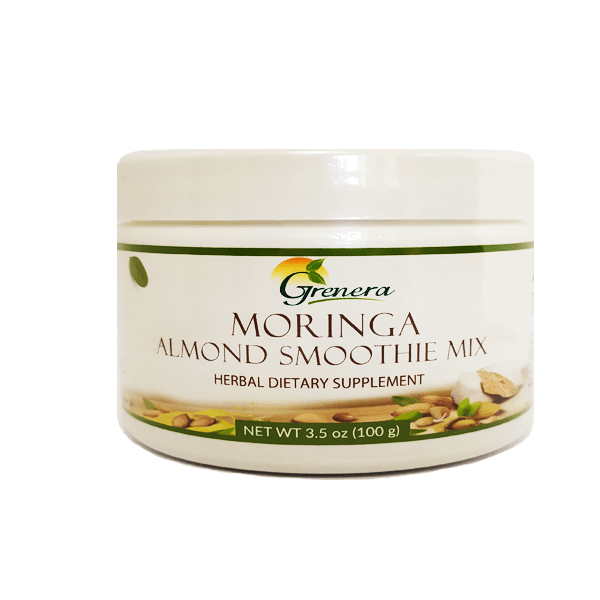 Grenera
MORINGA
ALMOND SMOOTHIE MIX
HERBAL DIETARY SUPPLEMENT
NET WT 3.5 oz (100 g)